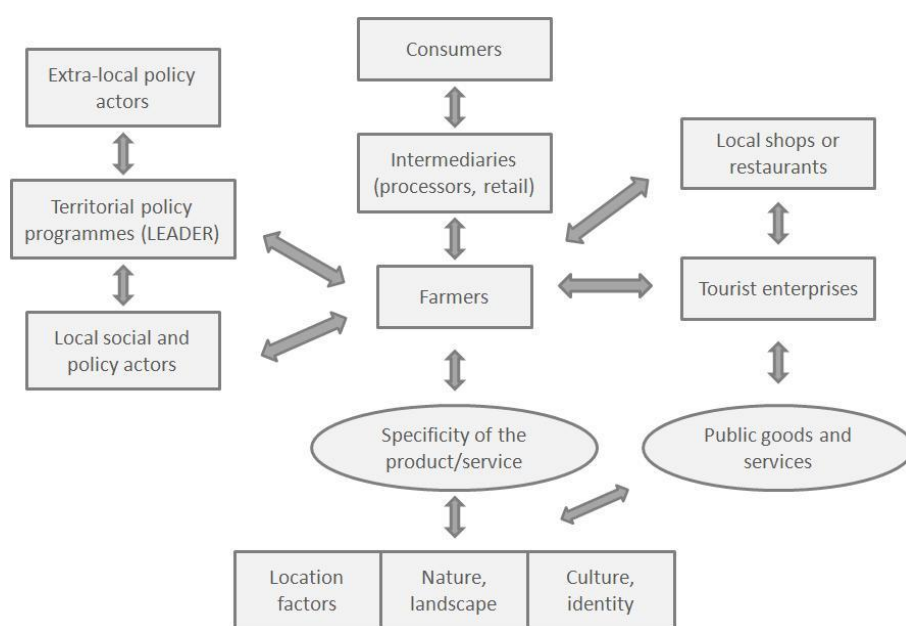 Consumers
Extra-local policy
actors
Intermediaries
(processors, retail)
Local shops or
restaurants
Territorial policy
programmes (LEADER)
Farmers
Tourist enterprises
Local social and
policy actors
Specificity of the
product/service
Public goods and
services
Location
factors
Nature,
landscape
Culture,
identity